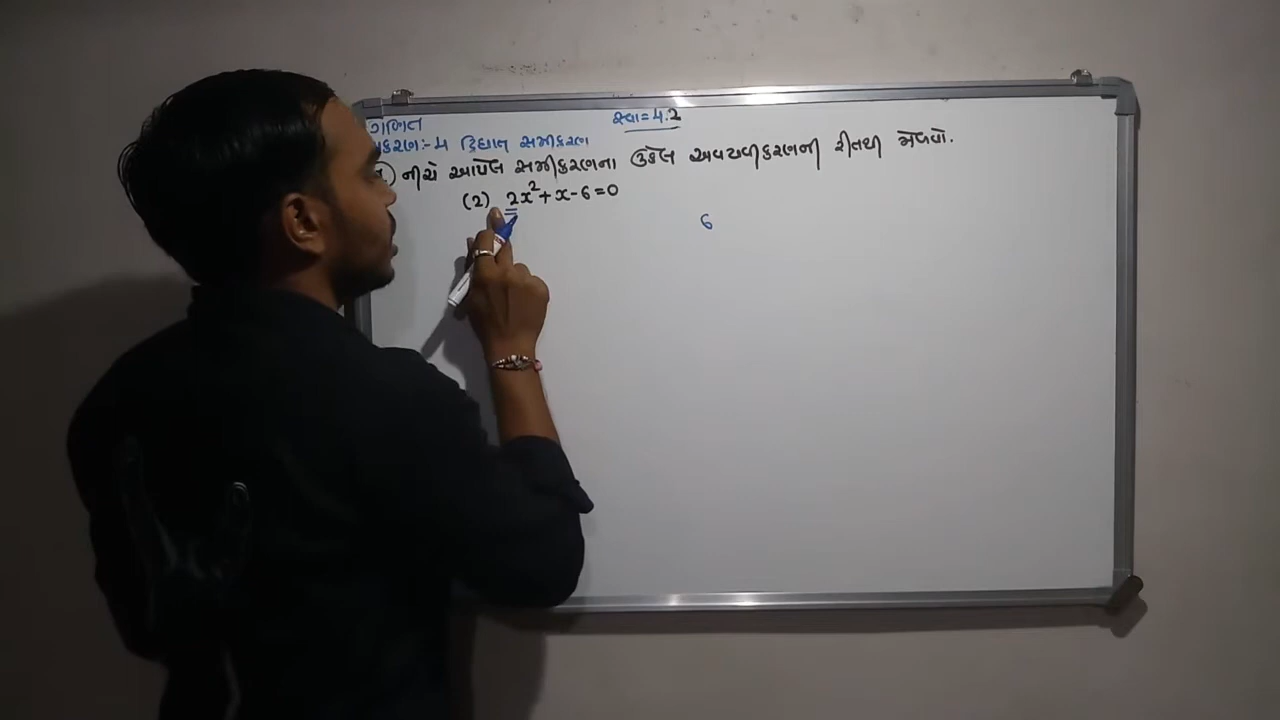 ગણિત
સ્વા = 4.2
પ્રકરણ:- 4 દ્વિઘાત સમીકરણ
નીચે આપેલ સમીકરણના ઉકેલ અવયવીકરણની રીતથી મેળવો.
(2) 2x² + x - 6 = 0
6